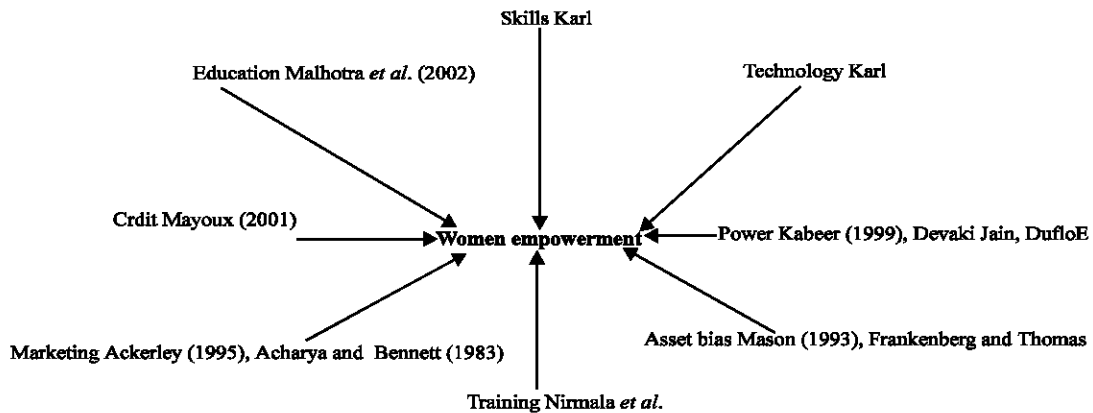 Skills Karl
Education Malhotra et al. (2002)
Technology Karl
Crdit Mayoux (2001)
Women empowerment
Power Kabeer (1999), Devaki Jain, DufloE
Marketing Ackerley (1995), Acharya and Bennett (1983)
Asset bias Mason (1993), Frankenberg and Thomas
Training Nirmala et al.